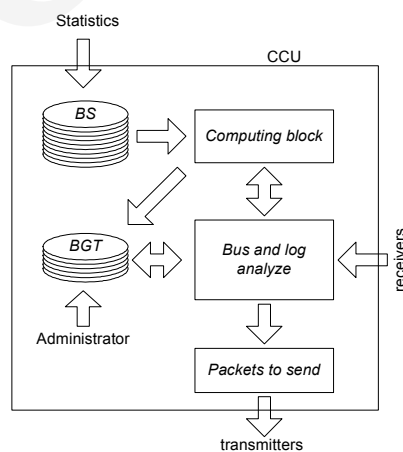 Statistics
CCU
BS
Computing block
BGT
Bus and log
analyze
receivers
Administrator
Packets to send
transmitters